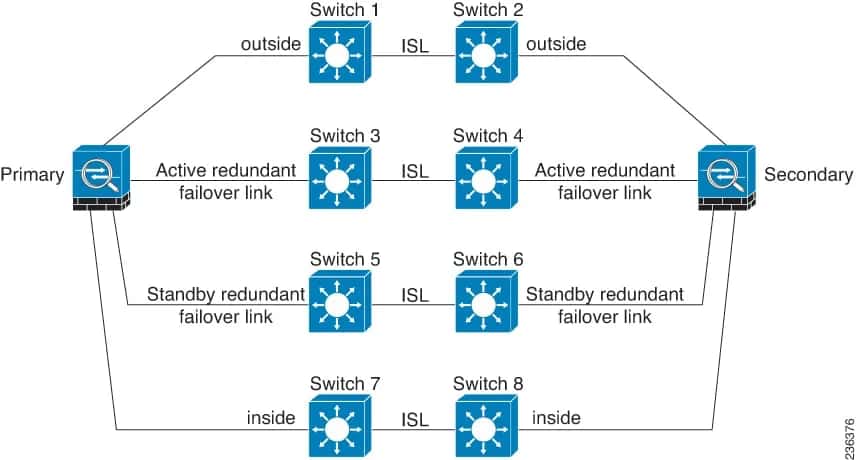 Switch 1
Switch 2
outside
ISL
outside
Switch 3
Switch 4
Primary
Active redundant
failover link
ISL
Active redundant
failover link
Secondary
Switch 5
Switch 6
Standby redundant
failover link
ISL
Standby redundant
failover link
Switch 7
Switch 8
inside
ISL
inside
236376